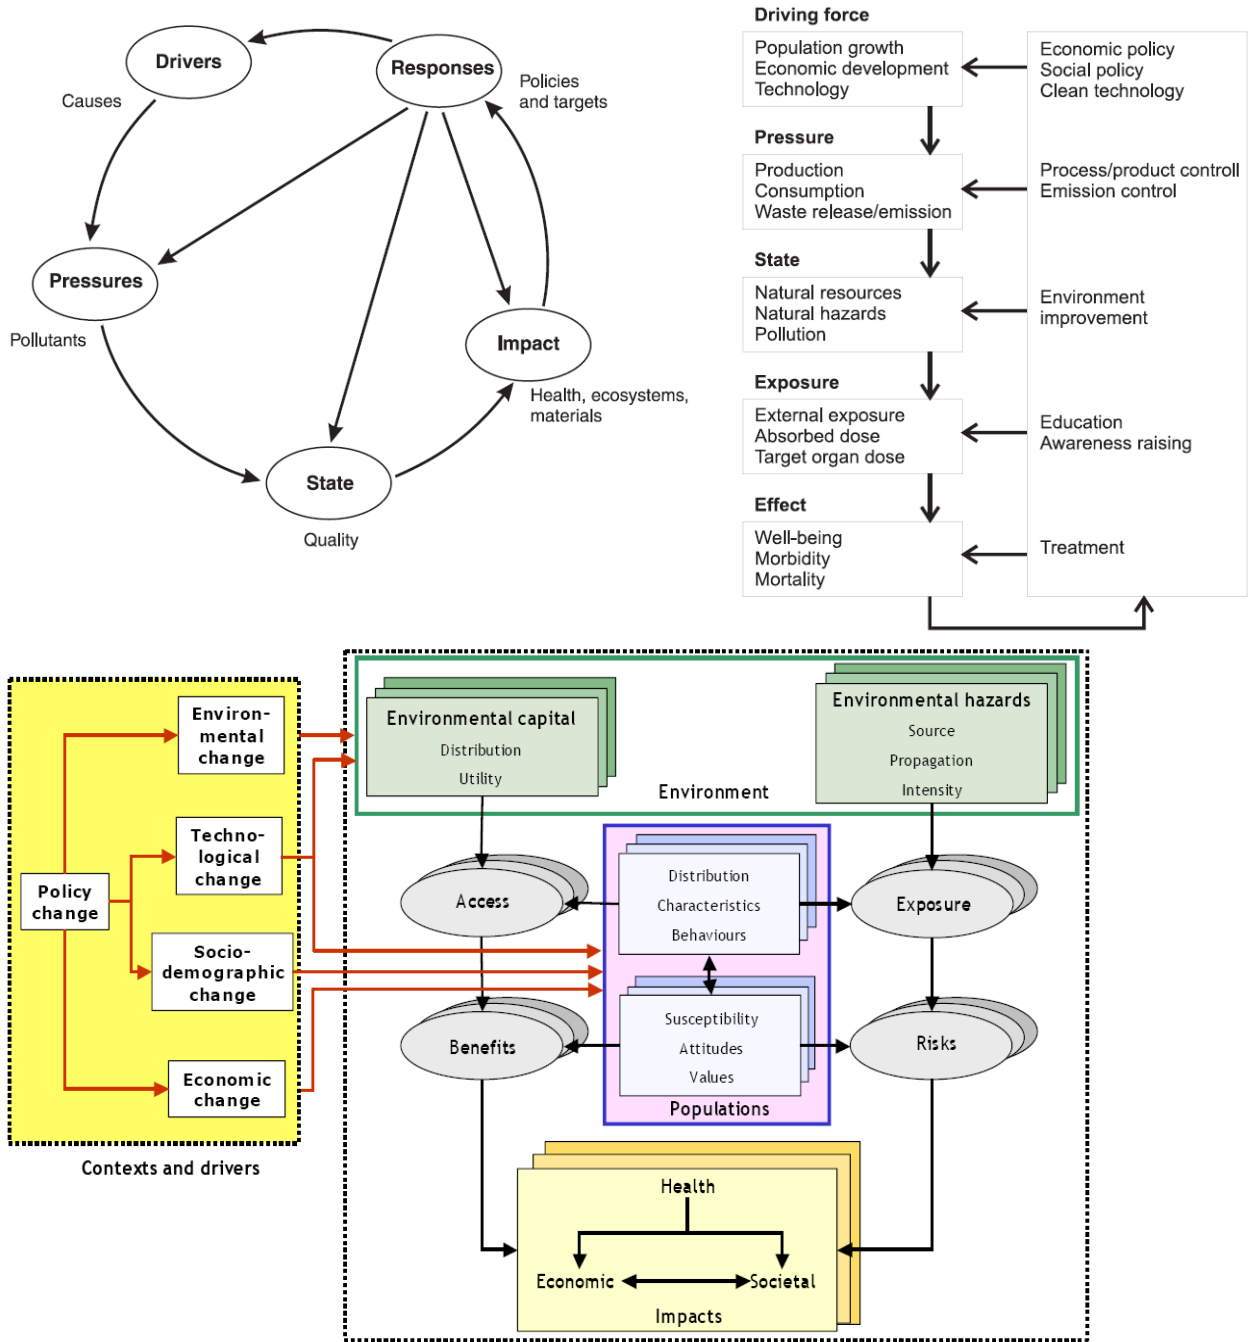 Drivers
Responses
Policies
and targets
Causes
Pressures
Pollutants
Impact
Health, ecosystems,
materials
State
Quality
Driving force
Population growth
Economic development
Technology
Economic policy
Social policy
Clean technology
Pressure
Production
Consumption
Waste release/emission
Process/product controll
Emission control
State
Natural resources
Natural hazards
Pollution
Environment
improvement
Exposure
External exposure
Absorbed dose
Target organ dose
Education
Awareness raising
Effect
Well-being
Morbidity
Mortality
Treatment
Policy
change
Environ-
mental
change
Techno-
logical
change
Socio-
demographic
change
Economic
change
Contexts and drivers
Environmental capital
Distribution
Utility
Environmental hazards
Source
Propagation
Intensity
Environment
Access
Distribution
Characteristics
Behaviours
Exposure
Benefits
Susceptibility
Attitudes
Values
Populations
Risks
Health
Economic
Societal
Impacts